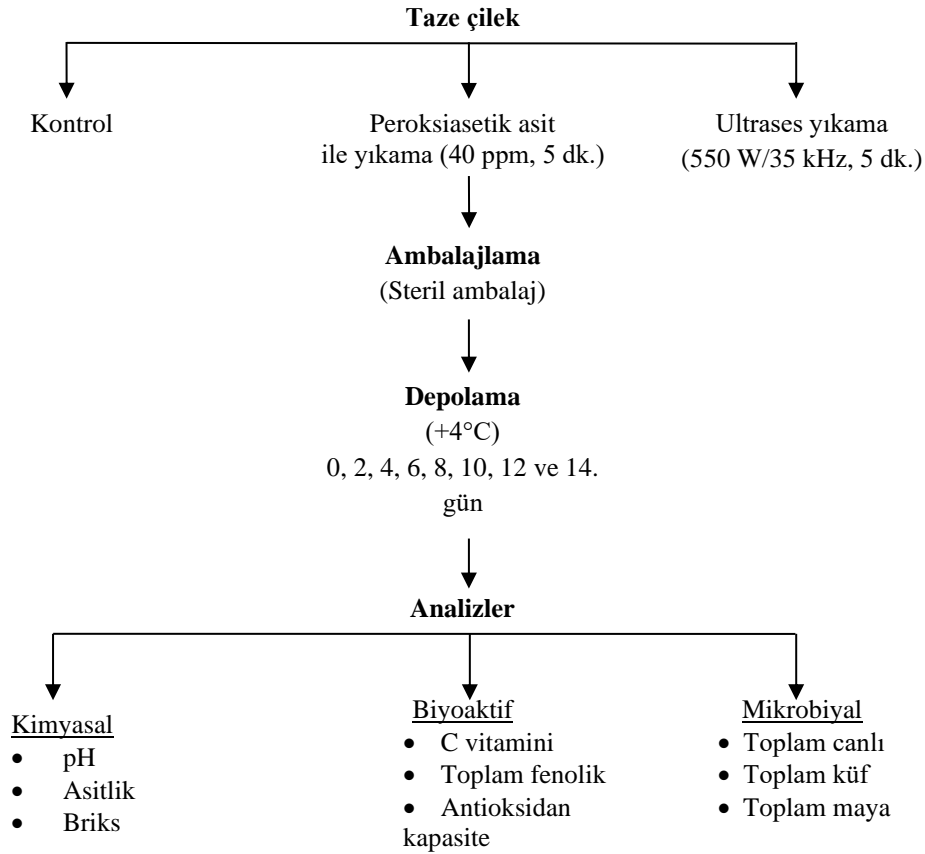 Taze çilek
Kontrol
Peroksiasetik asit
ile yıkama (40 ppm, 5 dk.)
Ultrases yıkama
(550 W/35 kHz, 5 dk.)
Ambalajlama
(Steril ambalaj)
Depolama
(+4°C)
0, 2, 4, 6, 8, 10, 12 ve 14.
gün
Analizler
Kimyasal
• pH
• Asitlik
• Briks
Biyoaktif
• C vitamini
• Toplam fenolik
• Antioksidan
kapasite
Mikrobiyal
• Toplam canlı
• Toplam küf
• Toplam maya